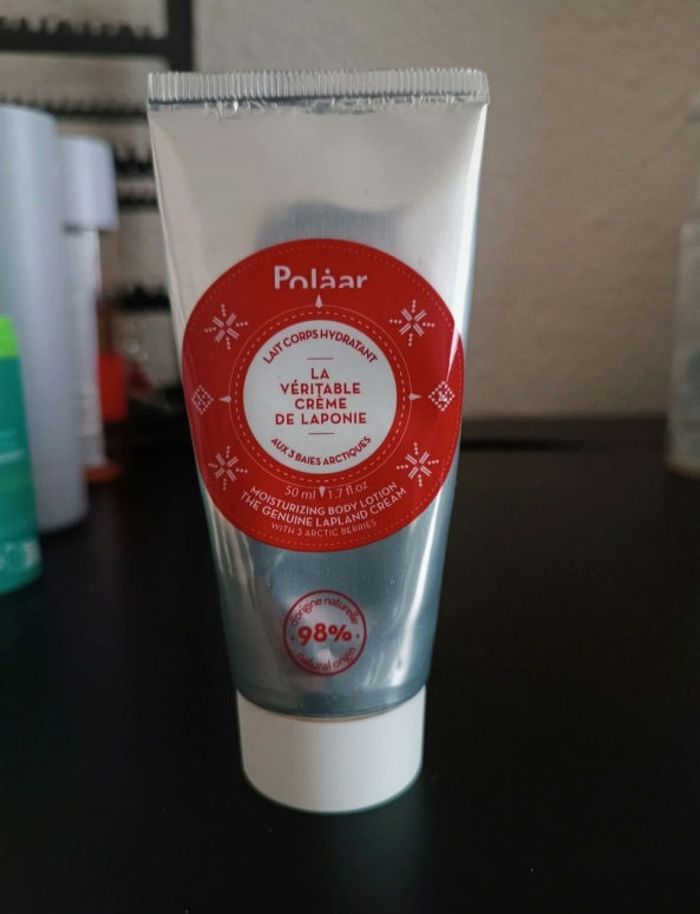 Polåar
LAIT CORPS HYDRATANT
LA
VÉRITABLE
CRÈME
DE LAPONIE
AUX 3 BAIES ARCTIQUES
50 ml 1.7 fl.oz
MOISTURIZING BODY LOTION
THE GENUINE LAPLAND CREAM
WITH 3 ARCTIC BERRIES
d'origine naturelle
98%
natural origin